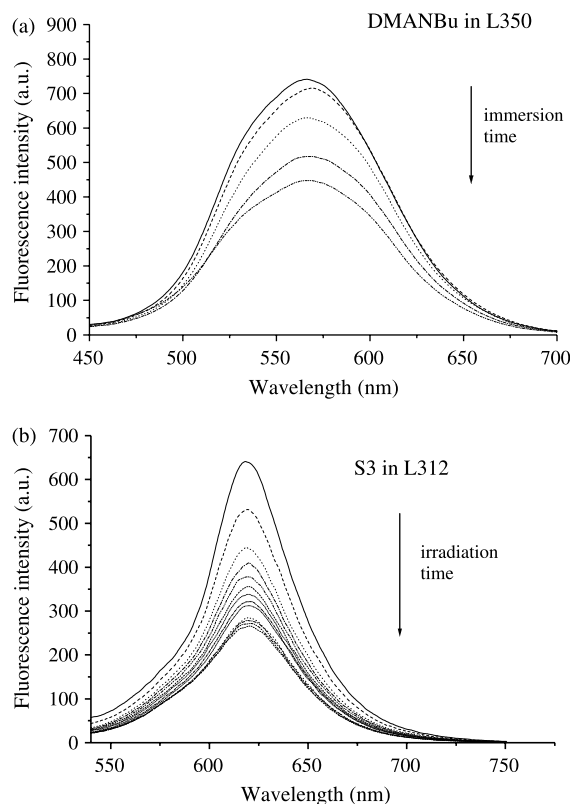 (a)
DMANBu in L350
immersion
time
Fluorescence intensity (a.u.)
900
800
700
600
500
400
300
200
100
0
450
500
550
600
650
700
Wavelength (nm)
(b)
S3 in L312
irradiation
time
Fluorescence intensity (a.u.)
700
600
500
400
300
200
100
0
550
600
650
700
750
Wavelength (nm)